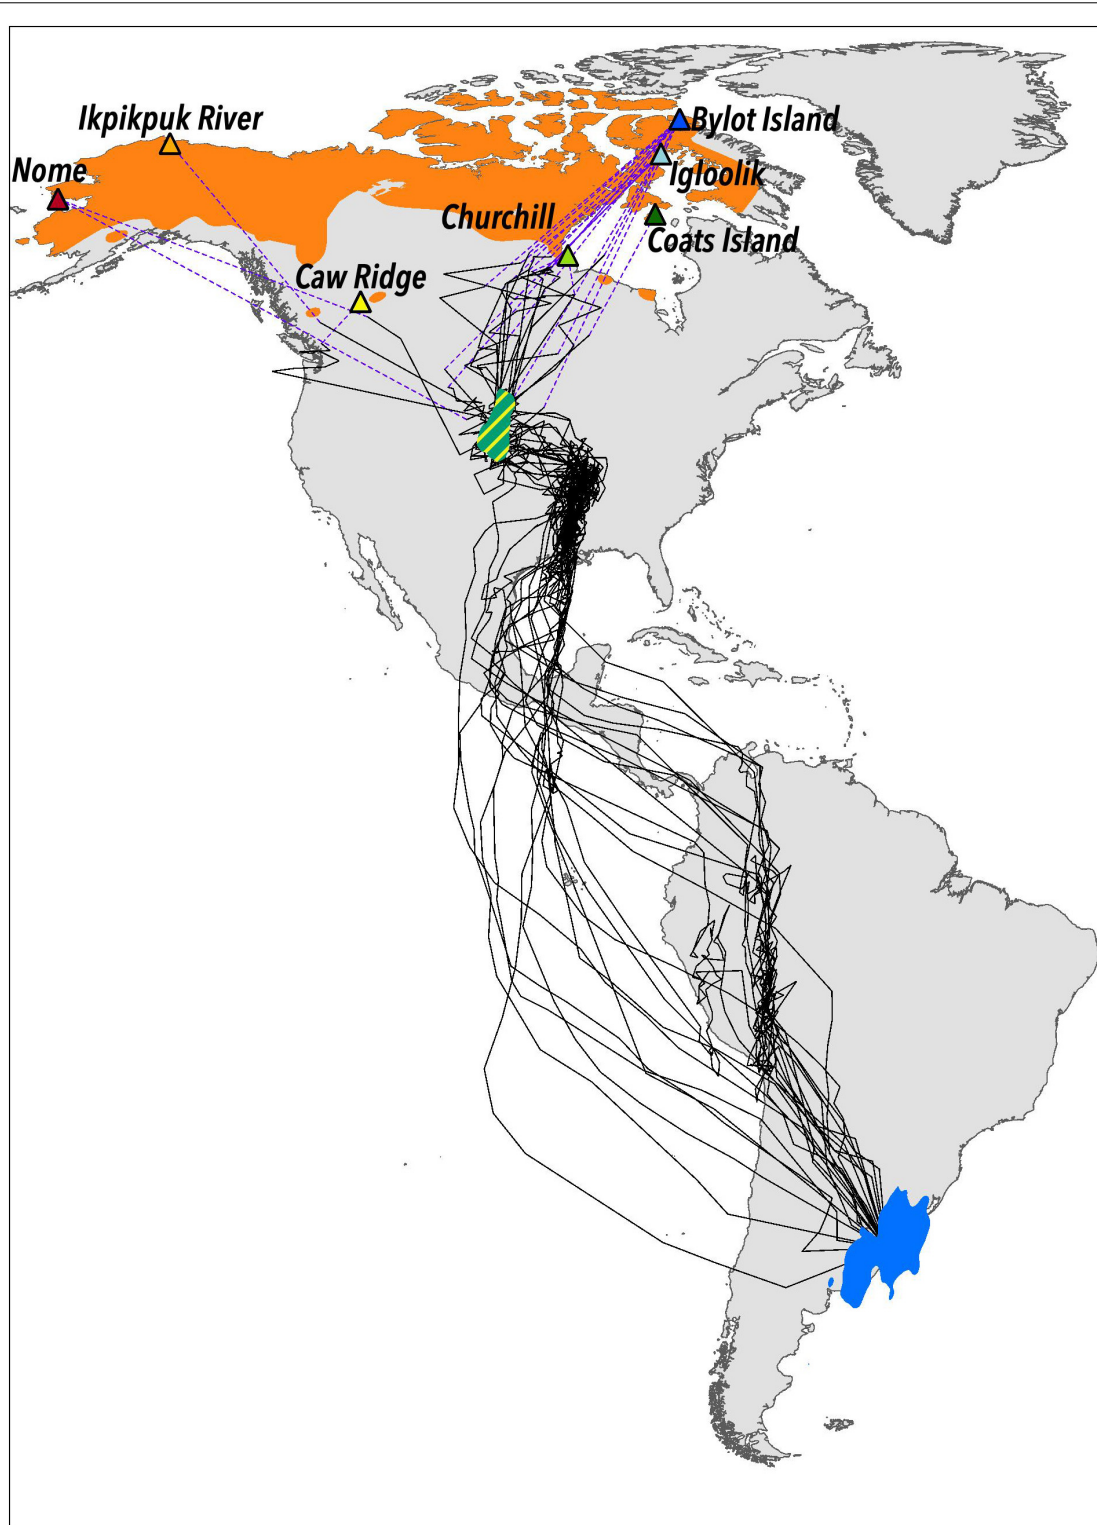 Ikpikpuk River
Bylot Island
Nome
Igloolik
Churchill
Coats Island
Caw Ridge